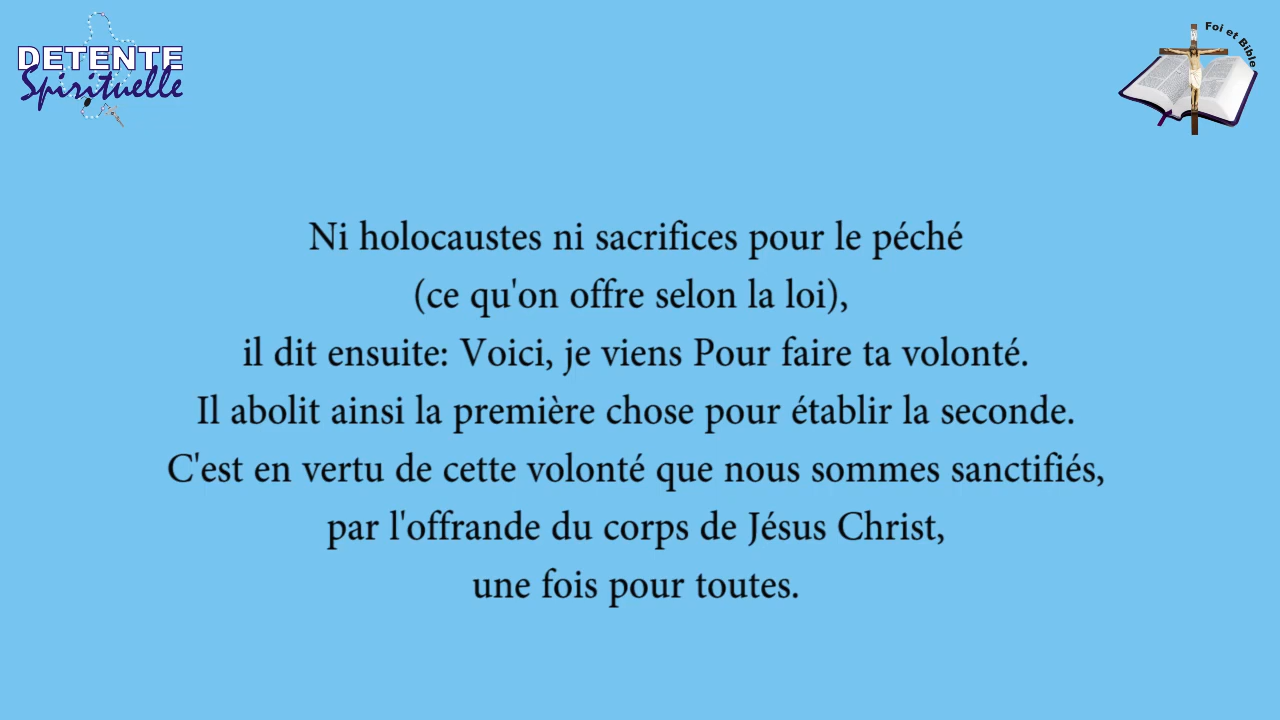 DETENTE
Spirituelle
Foi et Bible
Ni holocaustes ni sacrifices pour le péché
(ce qu'on offre selon la loi),
il dit ensuite: Voici, je viens Pour faire ta volonté.
Il abolit ainsi la première chose pour établir la seconde.
C'est en vertu de cette volonté que nous sommes sanctifiés,
par l'offrande du corps de Jésus Christ,
une fois pour toutes.